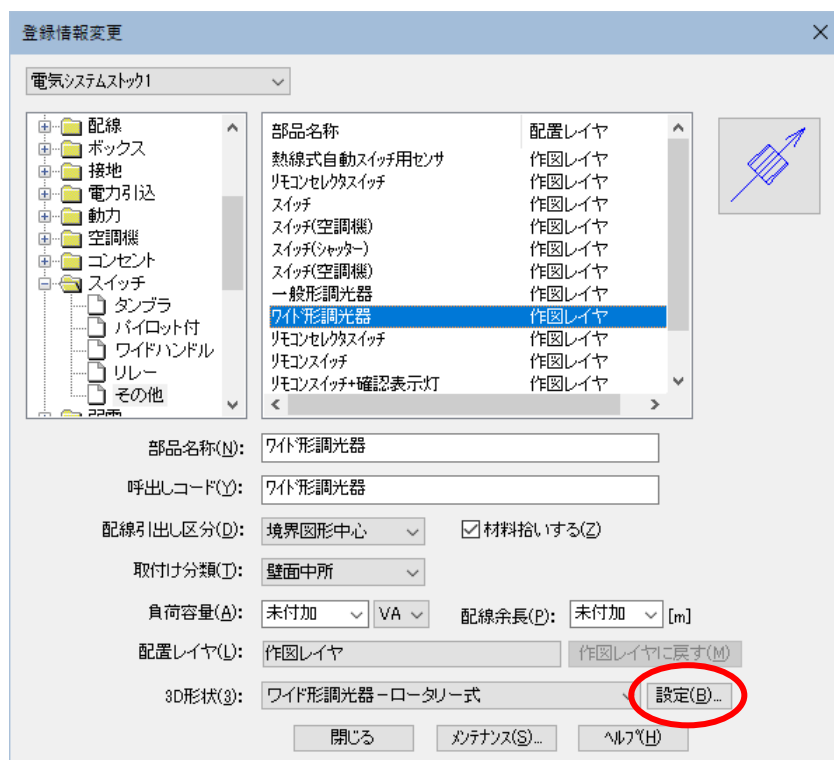 登録情報変更
電気システムストック1
配線
ボックス
接地
電力引込
動力
空調機
コンセント
スイッチ
タンブラ
パイロット付
ワイドハンドル
リレー
その他
部品名称 配置レイヤ
熱線式自動スイッチ用センサ 作図レイヤ
リモコンセレクタスイッチ 作図レイヤ
スイッチ 作図レイヤ
スイッチ(空調機) 作図レイヤ
スイッチ(シャッター) 作図レイヤ
スイッチ(空調機) 作図レイヤ
一般形調光器 作図レイヤ
ワイド形調光器 作図レイヤ
リモコンセレクタスイッチ 作図レイヤ
リモコンスイッチ 作図レイヤ
リモコンスイッチ+確認表示灯 作図レイヤ
部品名称(N): ワイド形調光器
呼出しコード(Y): ワイド形調光器
配線引出し区分(D): 境界図形中心 材料拾いする(Z)
取付け分類(T): 壁面中所
負荷容量(A): 未付加 VA 配線余長(P): 未付加 [m]
配置レイヤ(L): 作図レイヤ 作図レイヤに戻す(M)
3D形状(3): ワイド形調光器−ロータリー式 設定(B)...
閉じる メンテナンス(S)... ヘルプ(H)